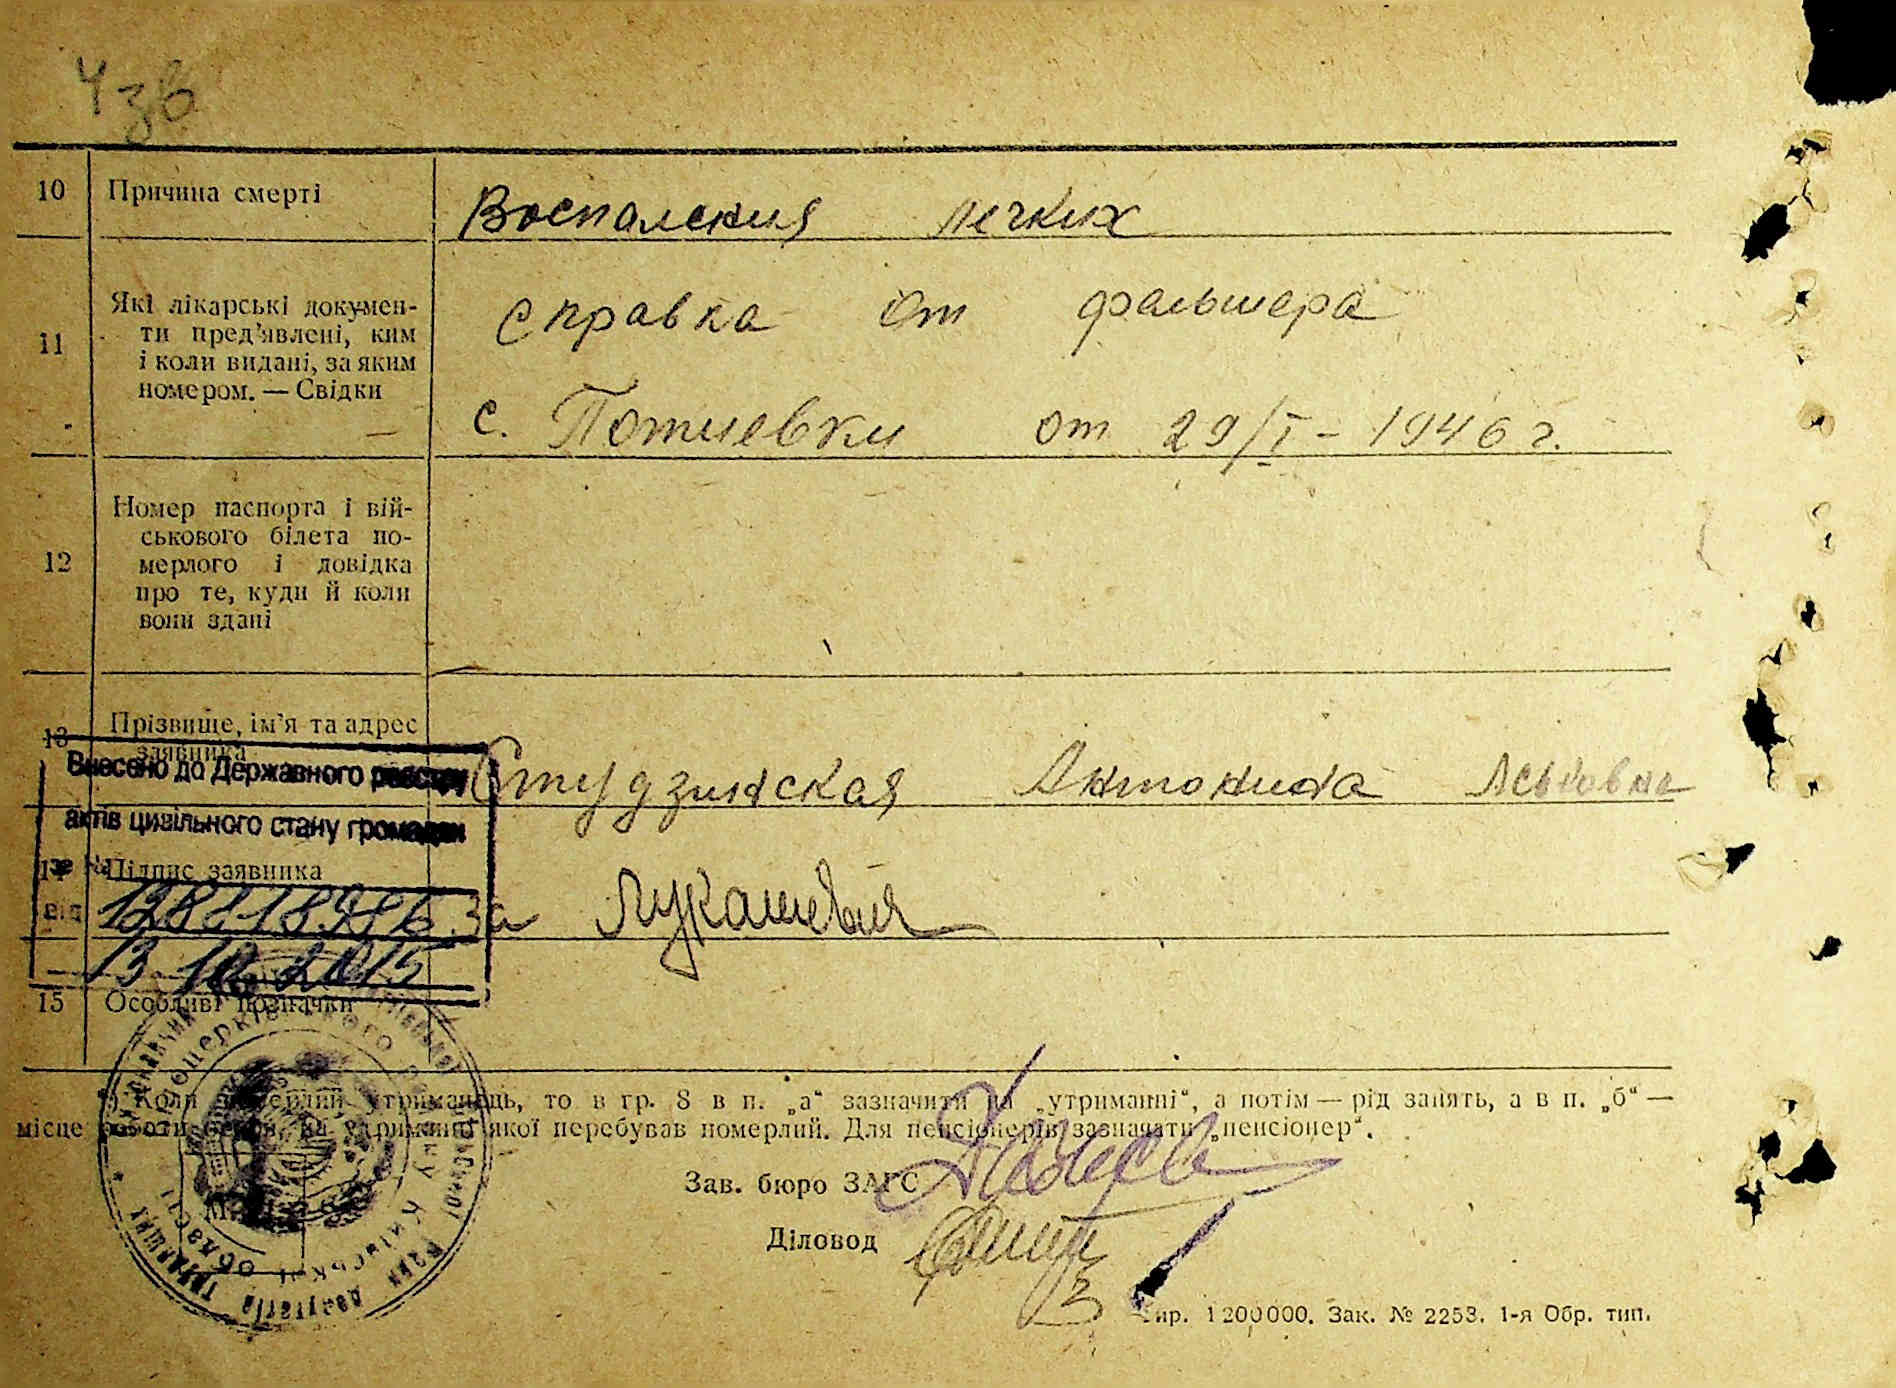 10 Причина смерті Воспаления легких
11 Які лікарські докумен-
ти пред'явлені, ким
і коли видані, за яким
номером. — Свідки
справка от фельшера
с. Потиевки от 29/I - 1946 г.
12 Номер паспорта і вій-
ськового білета по-
мерлого і довідка
про те, куди й коли
вони здані
13 Прізвище, ім'я та адрес
заявника
Студзинская Антонина Львовна
Внесено до Державного реєстру
актів цивільного стану громадян
за №
від
13 10 2015
14 Підпис заявника
за
15 Особливі позначки
*) Коли померлий утриманець, то в гр. 8 в п. „а“ зазначити на „утриманні“, а потім — рід занять, а в п. „б“ —
місце роботи особи, на утриманні якої перебував померлий. Для пенсіонерів зазначати „пенсіонер“.
Зав. бюро ЗАГС
Діловод
Тир. 1200000. Зак. № 2253. 1-я Обр. тип.